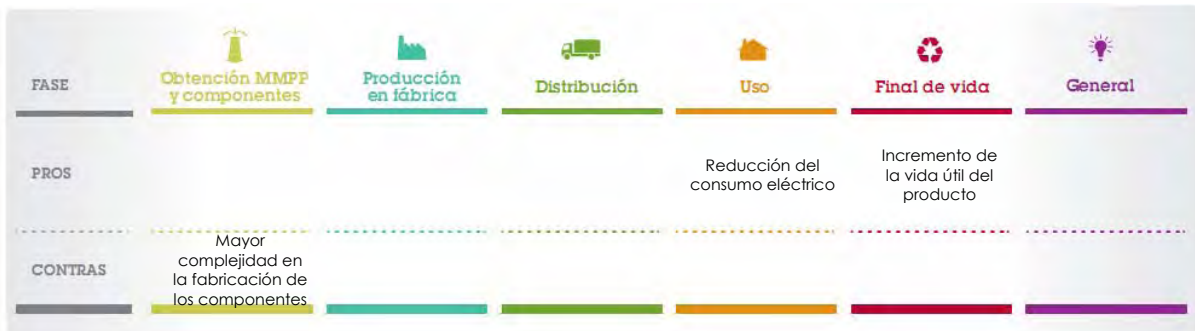 FASE
Obtención MMPP
y componentes
Producción
en fábrica
Distribución
Uso
Final de vida
General
PROS
Reducción del
consumo eléctrico
Incremento de
la vida útil del
producto
CONTRAS
Mayor
complejidad en
la fabricación de
los componentes